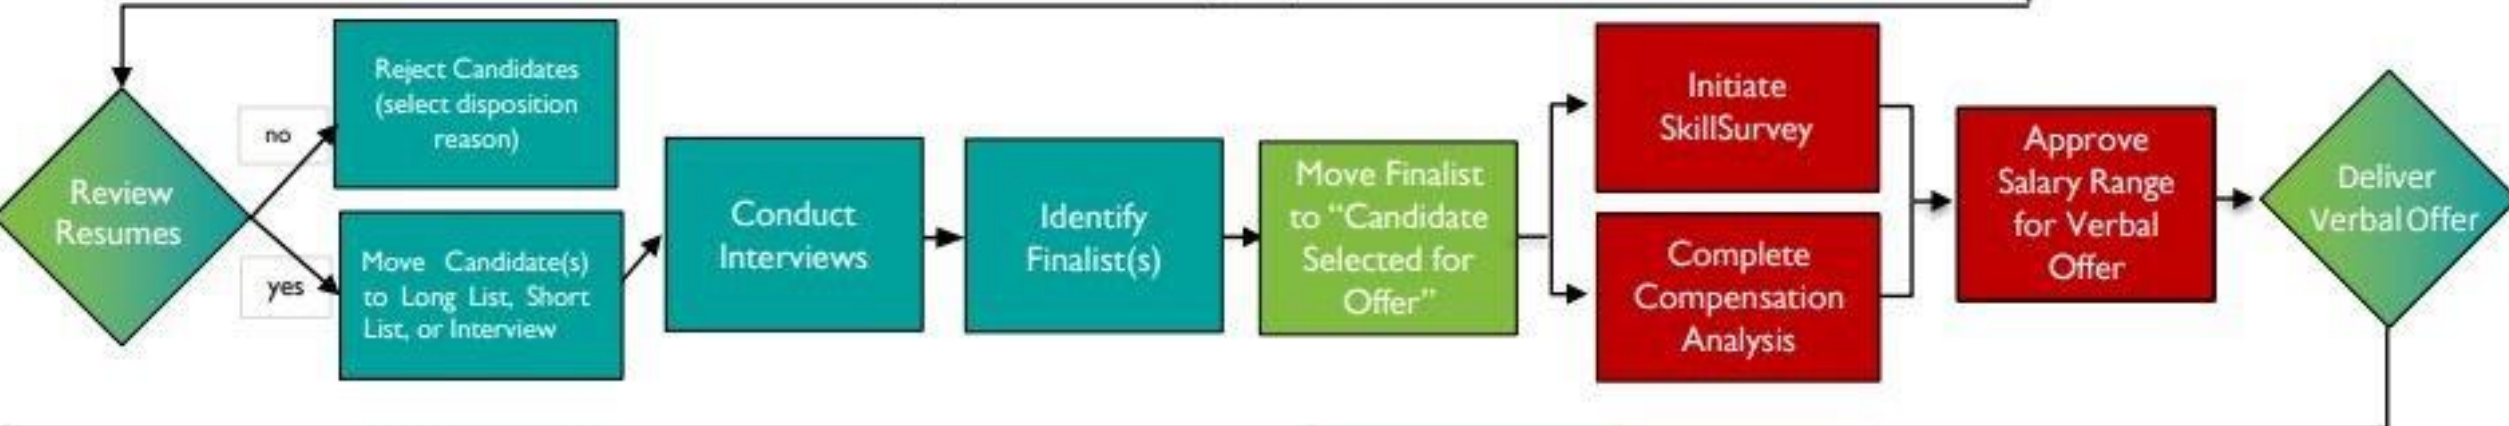 Review
Resumes
no
yes
Reject Candidates
(select disposition
reason)
Move Candidate(s)
to Long List, Short
List, or Interview
Conduct
Interviews
Identify
Finalist(s)
Move Finalist
to “Candidate
Selected for
Offer”
Initiate
SkillSurvey
Complete
Compensation
Analysis
Approve
Salary Range
for Verbal
Offer
Deliver
Verbal Offer